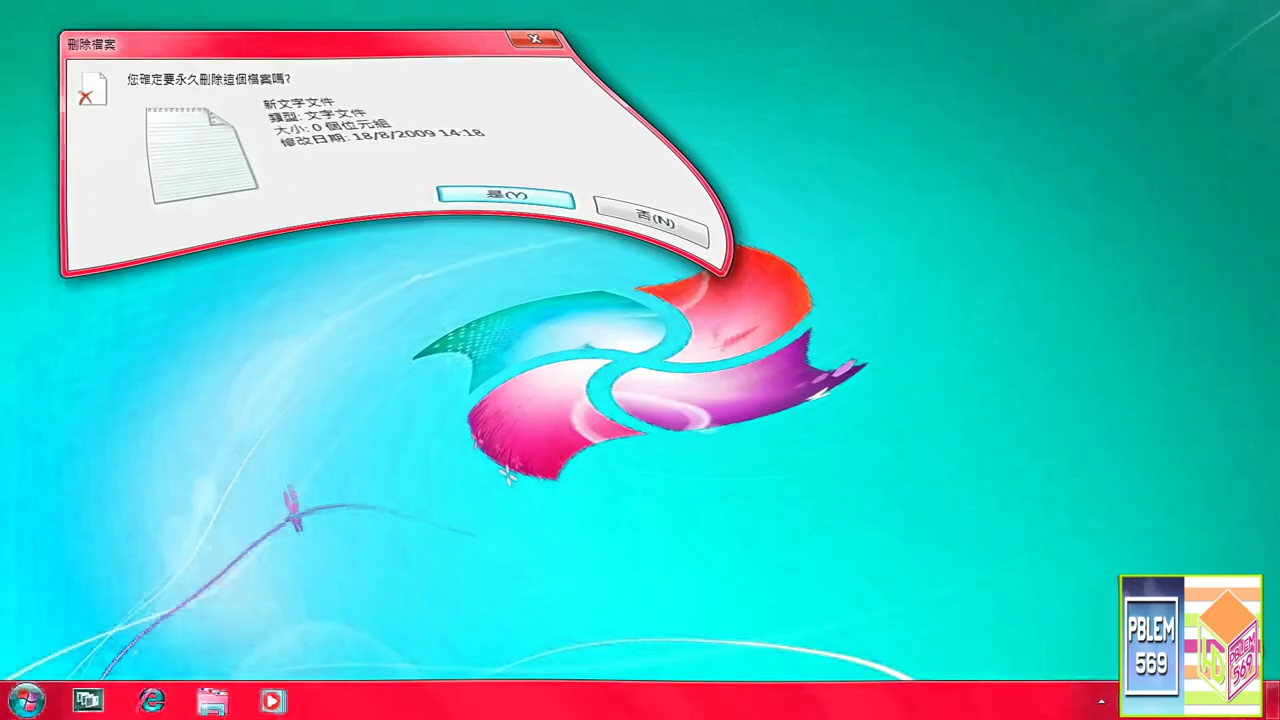 刪除檔案
您確定要永久刪除這個檔案嗎?
新文字文件
類型: 文字文件
大小: 0 個位元組
修改日期: 18/8/2009 14:18
是(Y)
否(N)
PBLEM
569
PBLEM
569